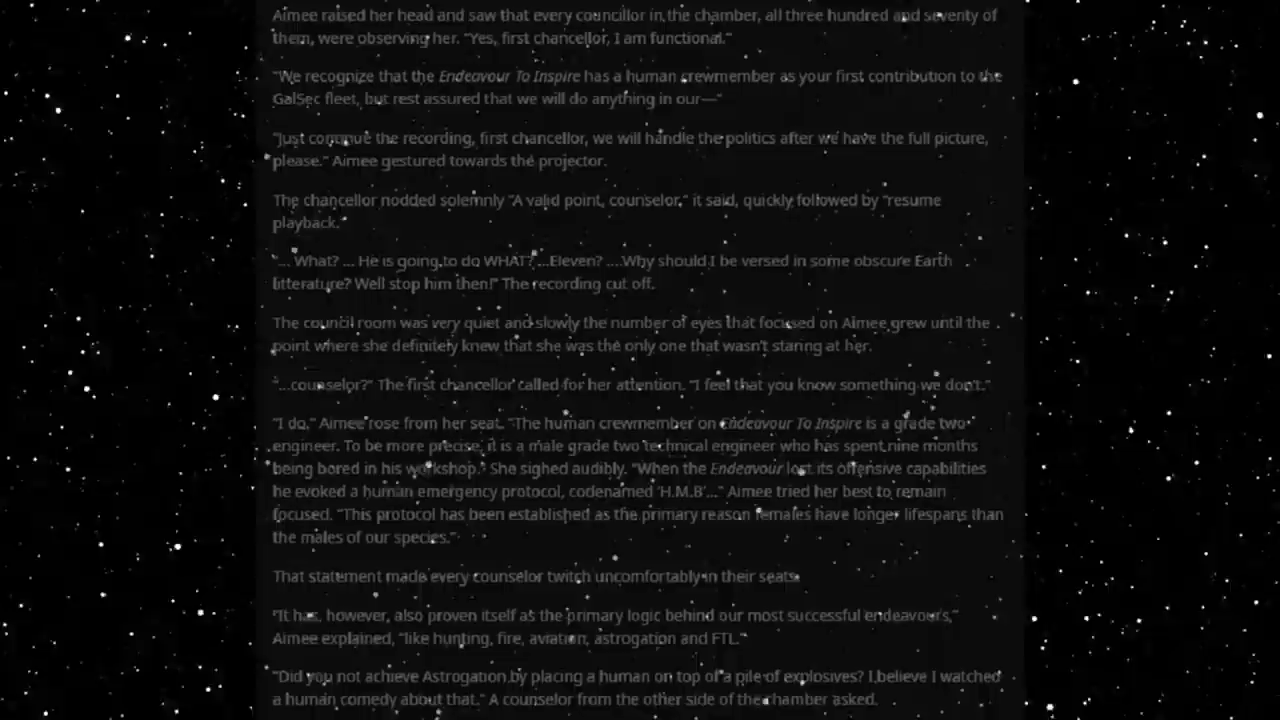 Aimee raised her head and saw that every councillor in the chamber, all three hundred and seventy of
them, were observing her. “Yes, first chancellor, I am functional.”
“We recognize that the Endeavour To Inspire has a human crewmember as your first contribution to the
GalSec fleet, but rest assured that we will do anything in our—”
“Just continue the recording, first chancellor, we will handle the politics after we have the full picture,
please.” Aimee gestured towards the projector.
The chancellor nodded solemnly “A valid point, counselor,” it said, quickly followed by “resume
playback.”
“... What? ... He is going to do WHAT? ...Eleven? ....Why should I be versed in some obscure Earth
litterature? Well stop him then!” The recording cut off.
The council room was very quiet and slowly the number of eyes that focused on Aimee grew until the
point where she definitely knew that she was the only one that wasn’t staring at her.
“...counselor?” The first chancellor called for her attention. “I feel that you know something we don’t.”
“I do,” Aimee rose from her seat. “The human crewmember on Endeavour To Inspire is a grade two
engineer. To be more precise, it is a male grade two technical engineer who has spent nine months
being bored in his workshop.” She sighed audibly. “When the Endeavour lost its offensive capabilities
he evoked a human emergency protocol, codenamed ‘H.M.B’...” Aimee tried her best to remain
focused. “This protocol has been established as the primary reason females have longer lifespans than
the males of our species.”
That statement made every counselor twitch uncomfortably in their seats.
“It has, however, also proven itself as the primary logic behind our most successful endeavours,”
Aimee explained, “like hunting, fire, aviation, astrogation and FTL.”
“Did you not achieve Astrogation by placing a human on top of a pile of explosives? I believe I watched
a human comedy about that.” A counselor from the other side of the chamber asked.